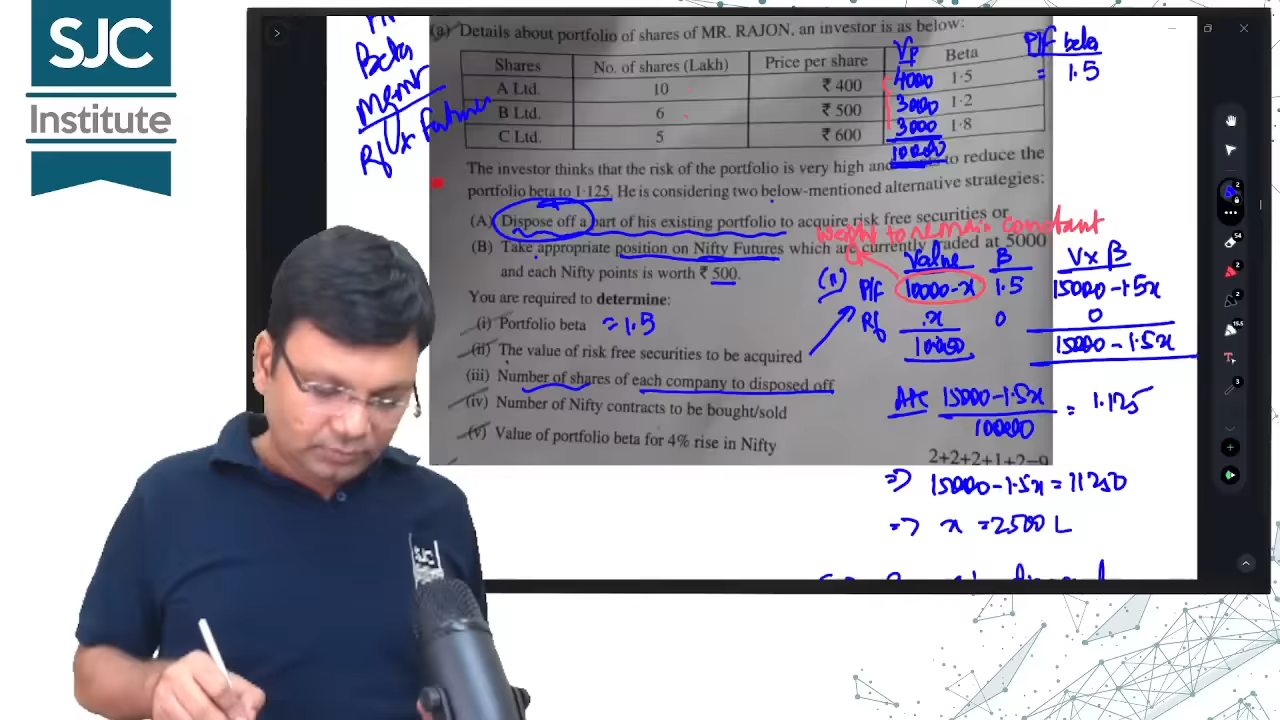 SJC
Institute
Beta
Mgmt
Rf x futures
(a) Details about portfolio of shares of MR. RAJON, an investor is as below:
Shares No. of shares (Lakh) Price per share Beta
A Ltd. 10 ₹ 400 1·5
B Ltd. 6 ₹ 500 1·2
C Ltd. 5 ₹ 600 1·8
VP
4000
3000
3000
10000
P/f beta
= 1.5
The investor thinks that the risk of the portfolio is very high and to reduce the
portfolio beta to 1·125. He is considering two below-mentioned alternative strategies:
(A) Dispose off a part of his existing portfolio to acquire risk free securities or
(B) Take appropriate position on Nifty Futures which are currently traded at 5000
and each Nifty points is worth ₹ 500.
You are required to determine:
(i) Portfolio beta = 1.5
(ii) The value of risk free securities to be acquired
(iii) Number of shares of each company to disposed off
(iv) Number of Nifty contracts to be bought/sold
(v) Value of portfolio beta for 4% rise in Nifty
2+2+2+1+2=9
weight to remain constant
(ii) Value B V x β
P/f 10000-x 1.5 15000-1.5x
Rf x 0 0
10000 15000-1.5x
ATC 15000-1.5x = 1.125
10000
=> 15000-1.5x = 11250
=> x = 2500 L
SJC